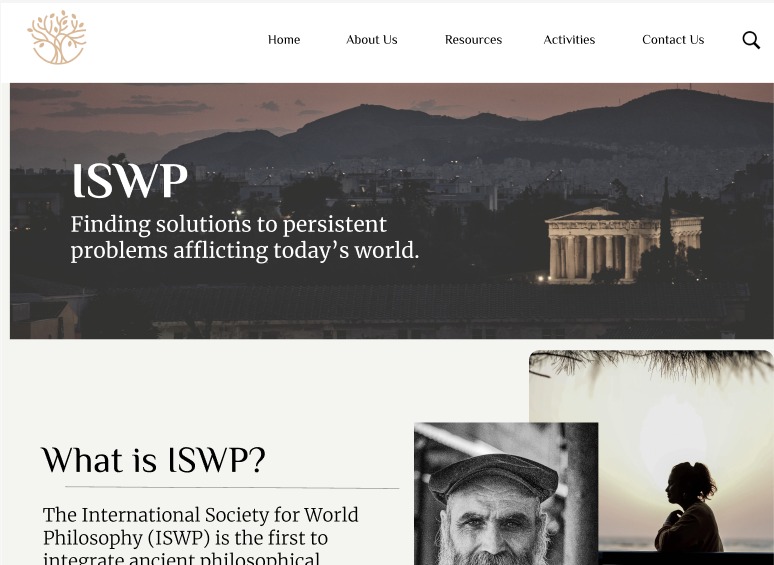 Home About Us Resources Activities Contact Us
ISWP
Finding solutions to persistent
problems afflicting today’s world.
What is ISWP?
The International Society for World
Philosophy (ISWP) is the first to
integrate ancient philosophical